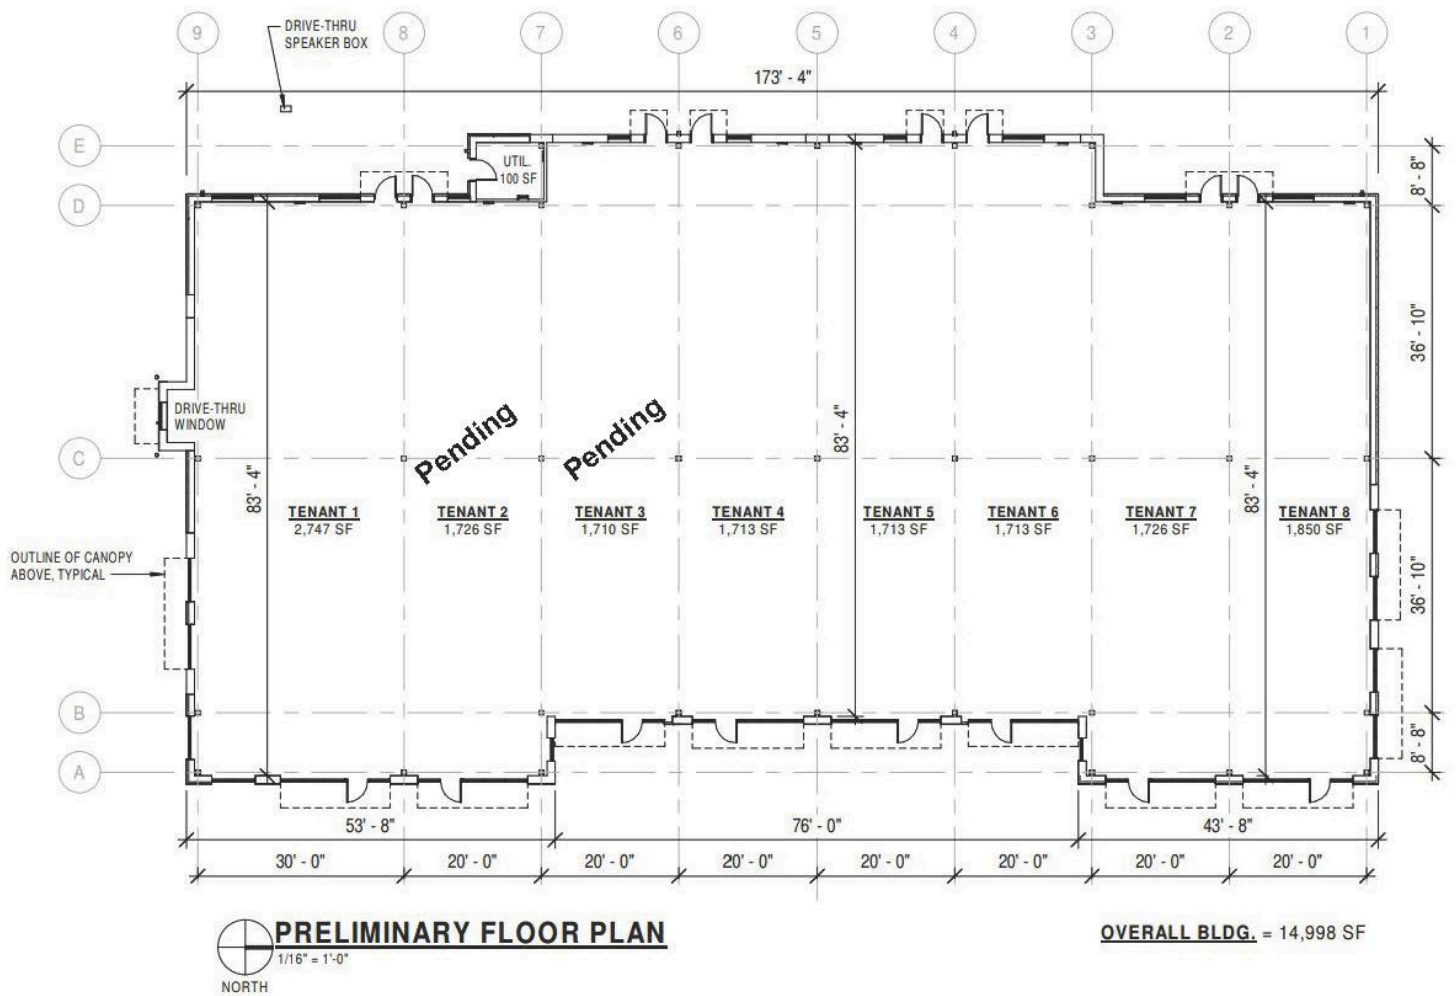 9
8
7
6
5
4
3
2
1
DRIVE-THRU
SPEAKER BOX
173' - 4"
E
D
C
B
A
UTIL.
100 SF
8' - 8"
36' - 10"
36' - 10"
8' - 8"
DRIVE-THRU
WINDOW
Pending
Pending
83' - 4"
83' - 4"
83' - 4"
TENANT 1
2,747 SF
TENANT 2
1,726 SF
TENANT 3
1,710 SF
TENANT 4
1,713 SF
TENANT 5
1,713 SF
TENANT 6
1,713 SF
TENANT 7
1,726 SF
TENANT 8
1,850 SF
OUTLINE OF CANOPY
ABOVE, TYPICAL
53' - 8"
76' - 0"
43' - 8"
30' - 0"
20' - 0"
20' - 0"
20' - 0"
20' - 0"
20' - 0"
20' - 0"
20' - 0"
PRELIMINARY FLOOR PLAN
1/16" = 1'-0"
NORTH
OVERALL BLDG. = 14,998 SF